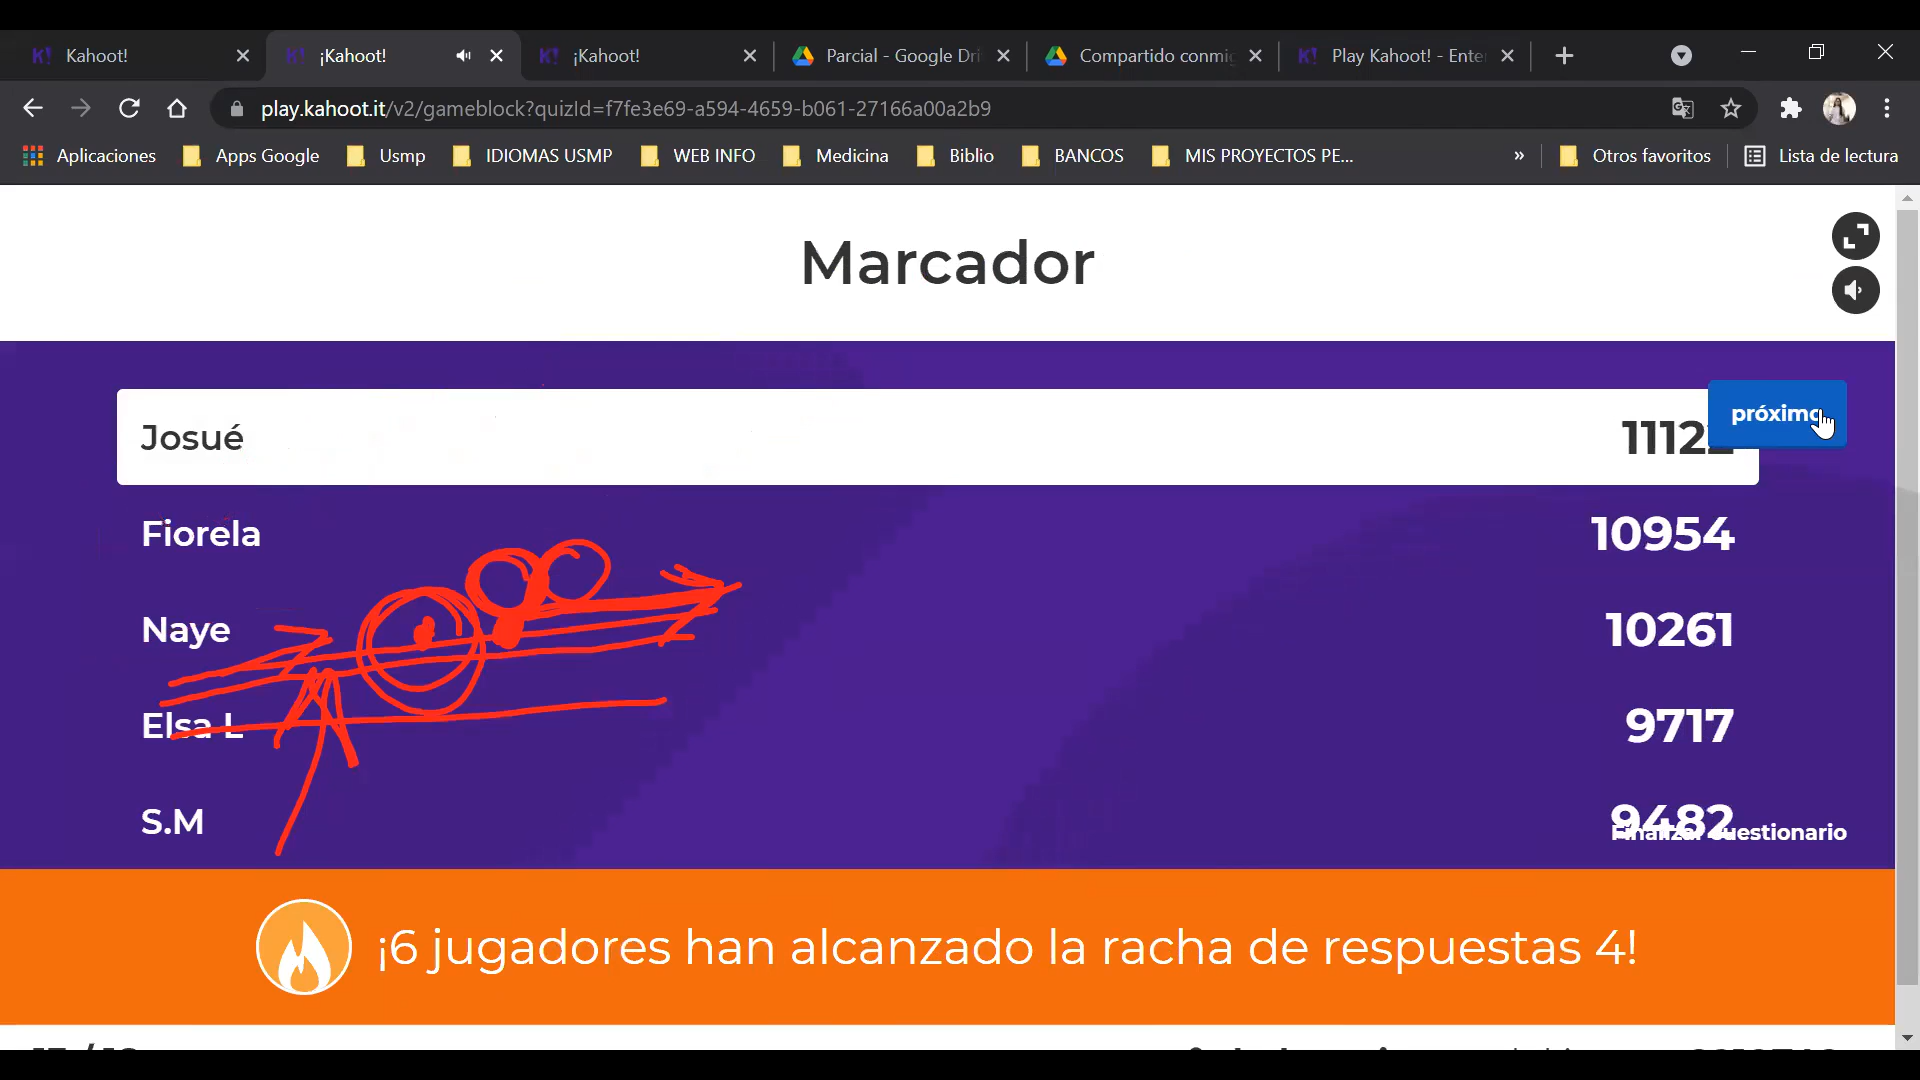 Kahoot!
¡Kahoot!
¡Kahoot!
Parcial - Google Dri
Compartido conmi
Play Kahoot! - Ente
play.kahoot.it/v2/gameblock?quizId=f7fe3e69-a594-4659-b061-27166a00a2b9
Aplicaciones
Apps Google
Usmp
IDIOMAS USMP
WEB INFO
Medicina
Biblio
BANCOS
MIS PROYECTOS PE...
»
Otros favoritos
Lista de lectura
Marcador
próximo
Josué
Fiorela 10954
Naye 10261
Elsa L 9717
S.M 9482
Finalizar cuestionario
¡6 jugadores han alcanzado la racha de respuestas 4!